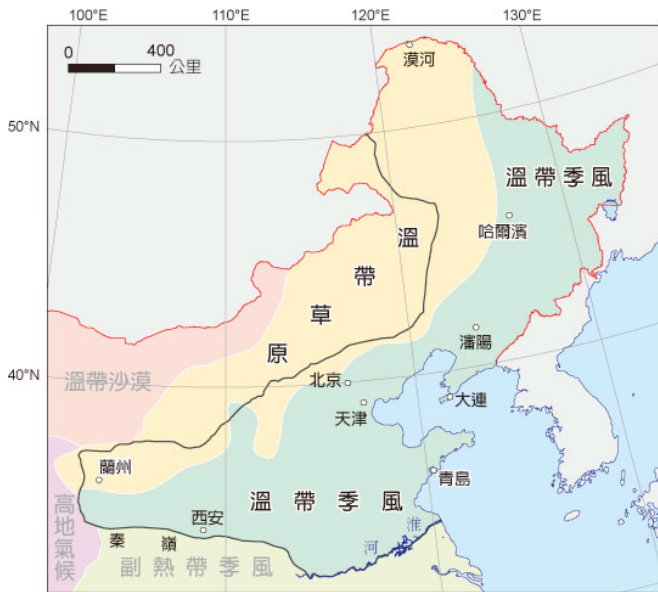 100°E
110°E
120°E
130°E
0
400
公里
漠河
50°N
溫帶季風
哈爾濱
溫帶草原
瀋陽
40°N
溫帶沙漠
北京
天津
大連
蘭州
青島
溫帶季風
高地氣候
西安
淮河
秦嶺
副熱帶季風